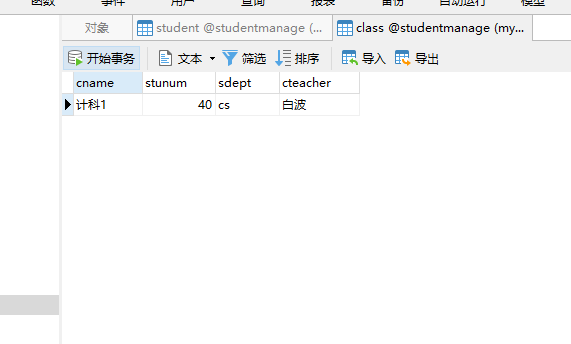 函数 事件 用户 查询 报表 备份 自动运行 模型
对象 student @studentmanage (... class @studentmanage (my...
开始事务 文本 筛选 排序 导入 导出
cname stunum sdept cteacher
计科1 40 cs 白波